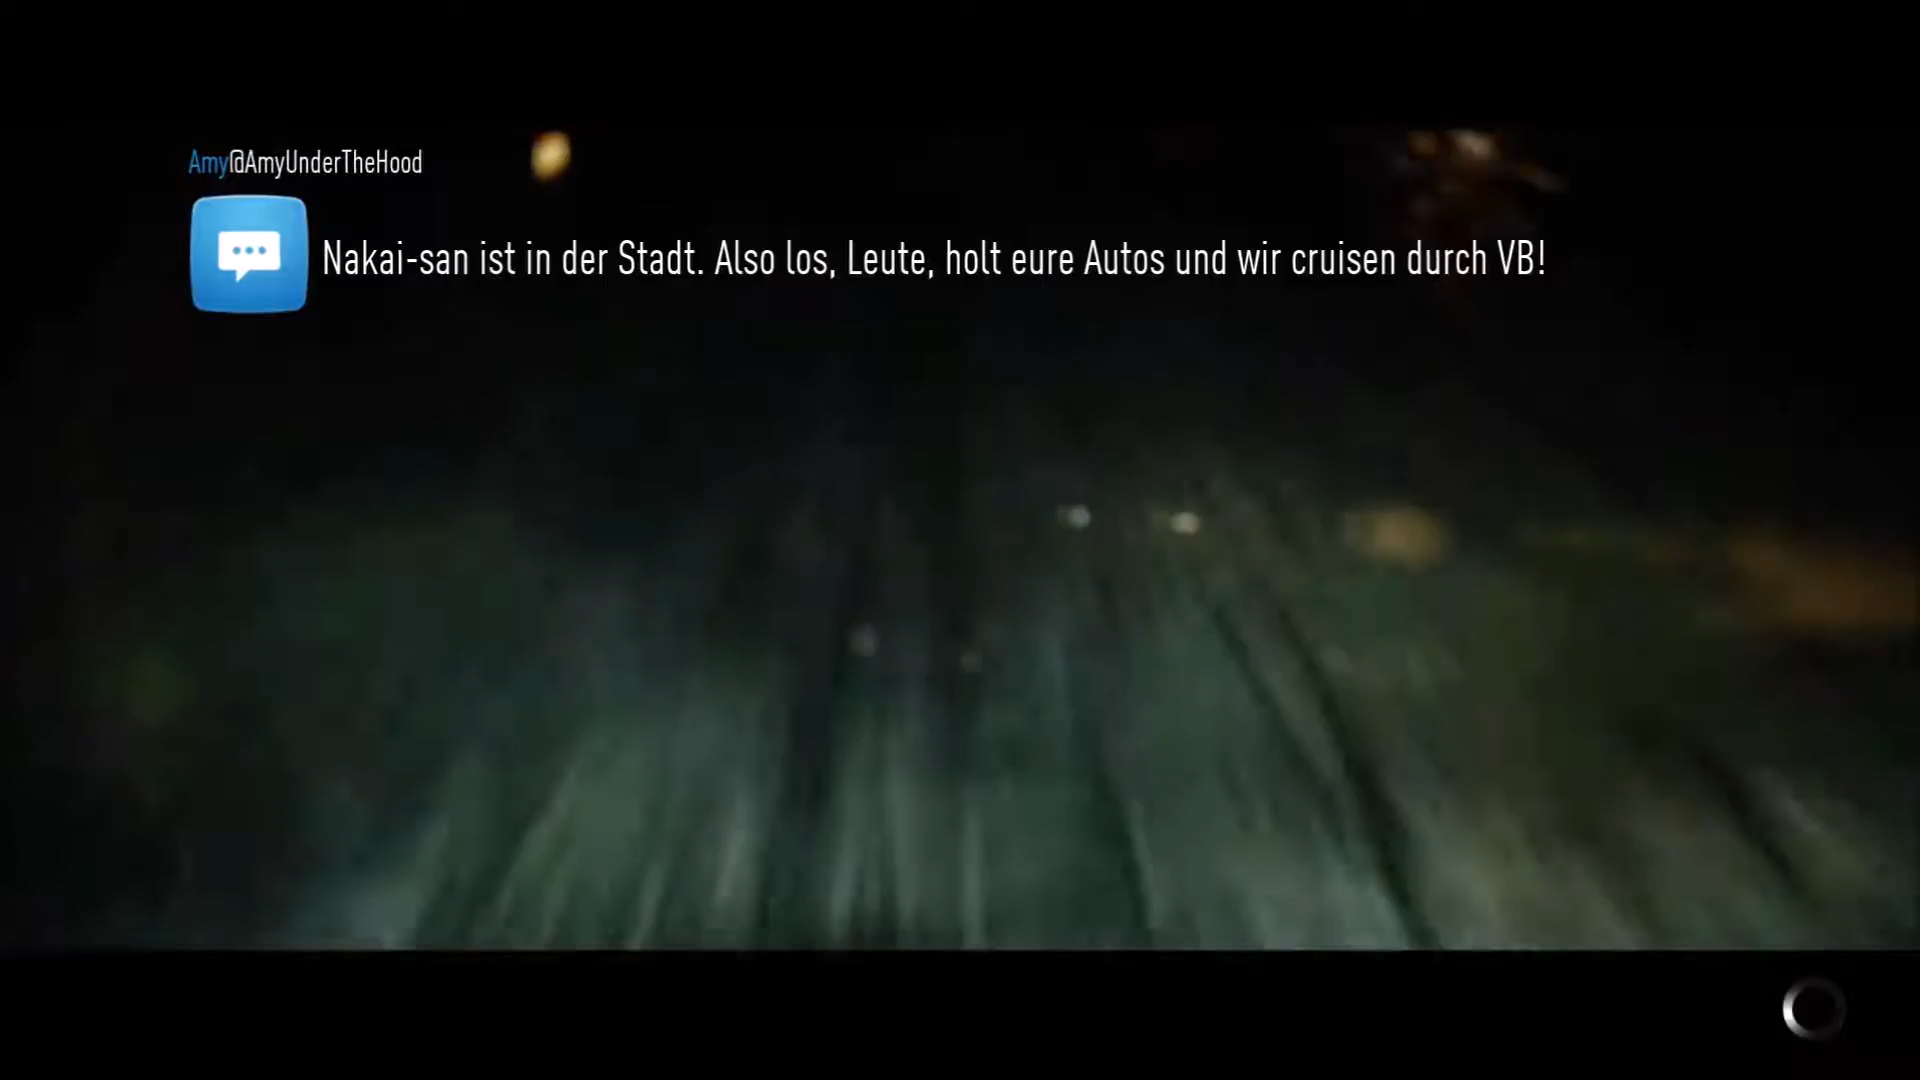 Amy@AmyUnderTheHood
Nakai-san ist in der Stadt. Also los, Leute, holt eure Autos und wir cruisen durch VB!